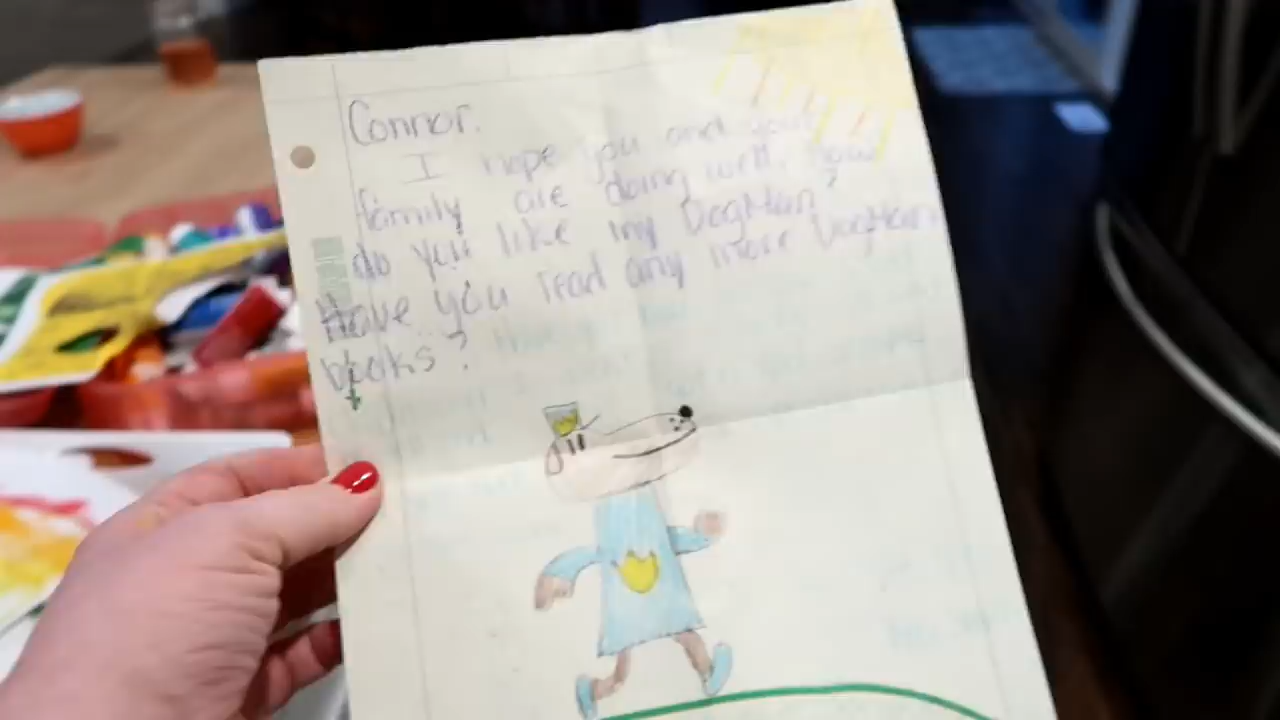 Connor.
I hope you and your
family are doing well. how
do you like my DogMan?
Have you read any more DogMan
books?